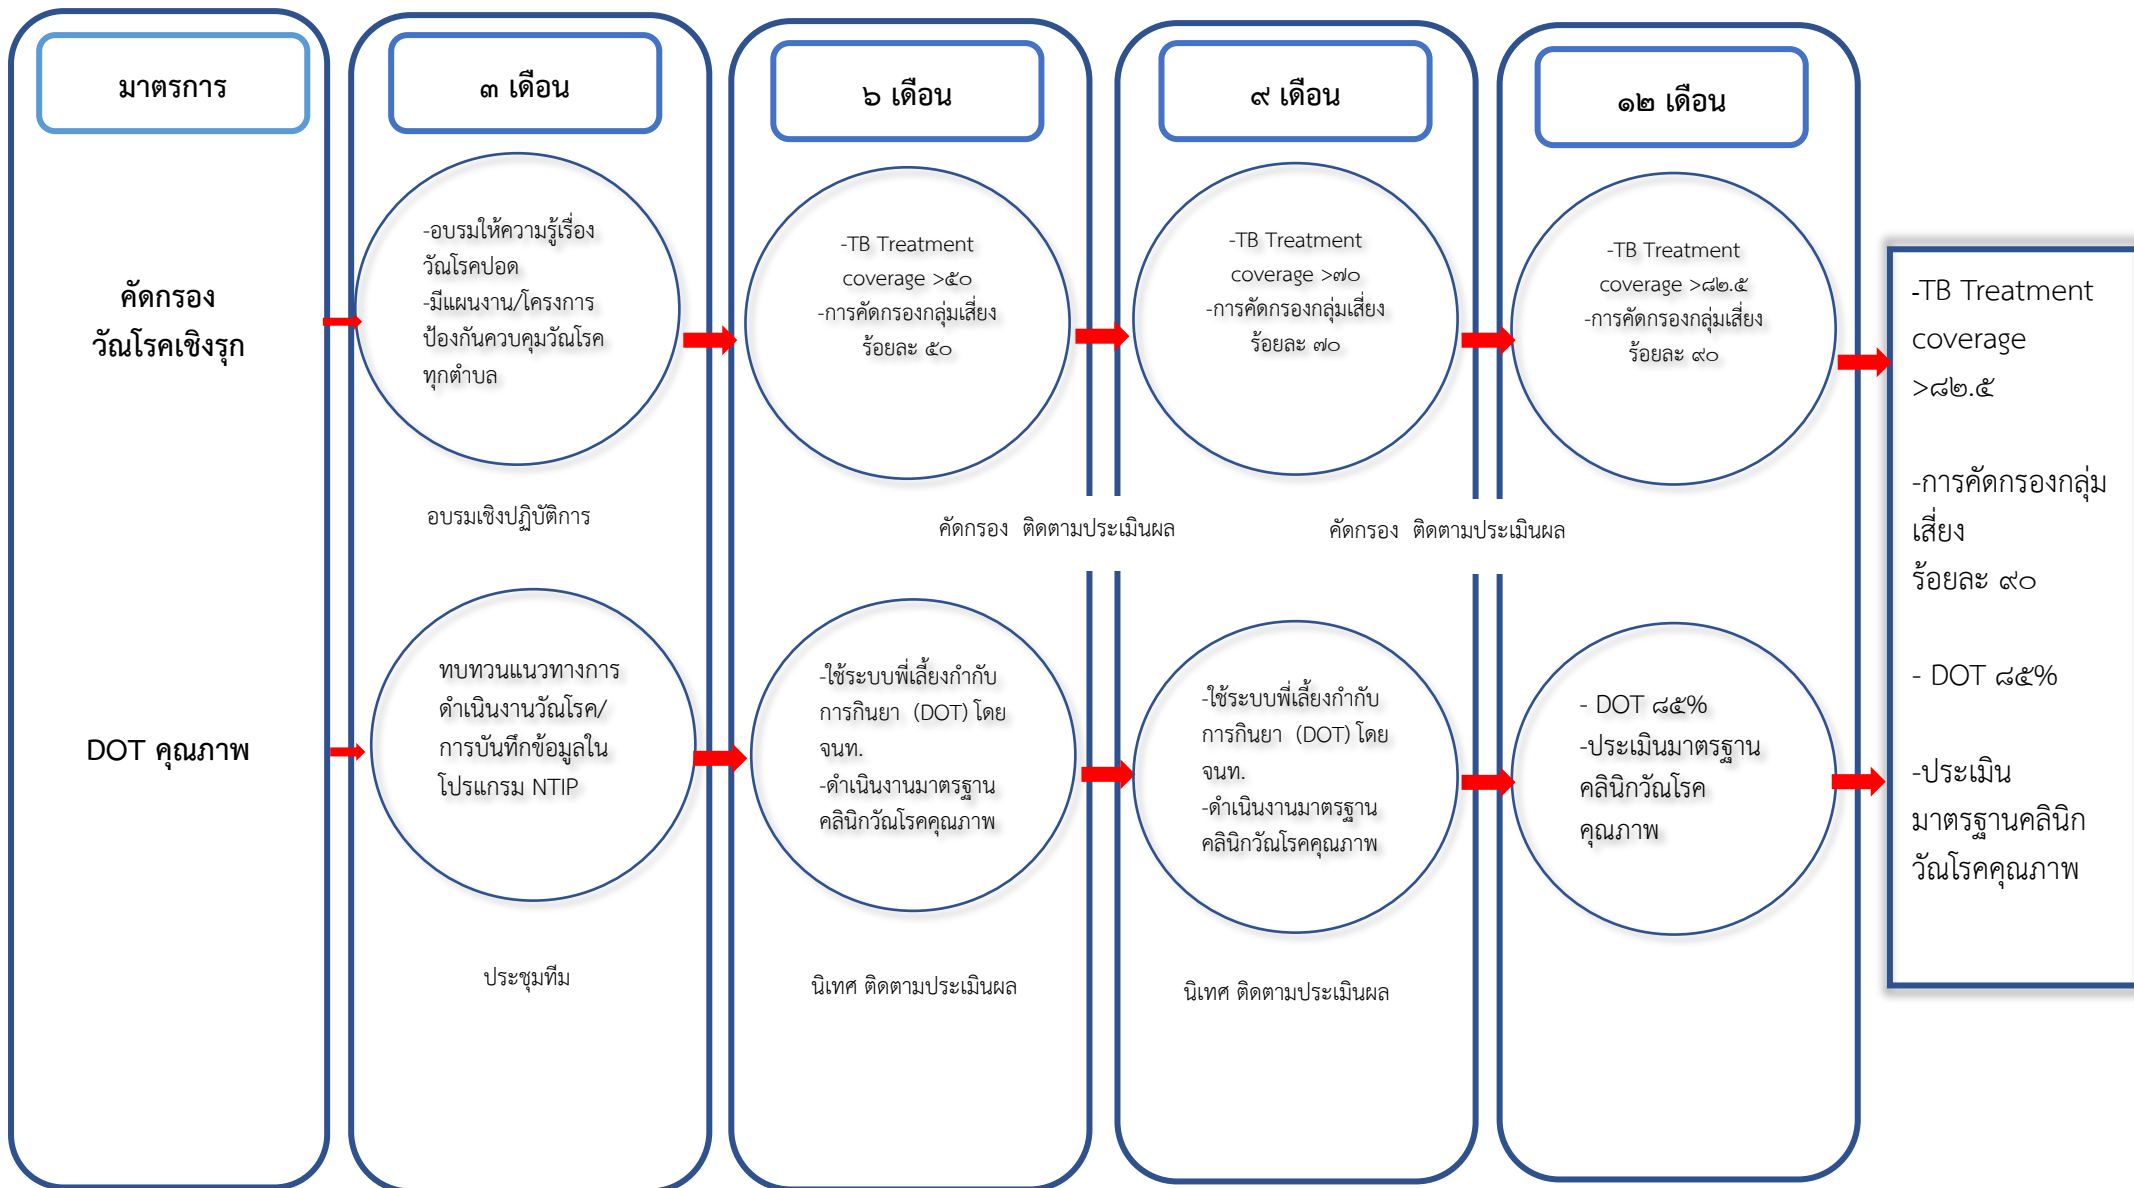 มาตรการ
๓ เดือน
๖ เดือน
๙ เดือน
๑๒ เดือน
คัดกรอง
วัณโรคเชิงรุก
-อบรมให้ความรู้เรื่อง
วัณโรคปอด
-มีแผนงาน/โครงการ
ป้องกันควบคุมวัณโรค
ทุกตำบล
-TB Treatment
coverage >๕๐
-การคัดกรองกลุ่มเสี่ยง
ร้อยละ ๕๐
-TB Treatment
coverage >๗๐
-การคัดกรองกลุ่มเสี่ยง
ร้อยละ ๗๐
-TB Treatment
coverage >๘๒.๕
-การคัดกรองกลุ่มเสี่ยง
ร้อยละ ๙๐
อบรมเชิงปฏิบัติการ
คัดกรอง ติดตามประเมินผล
คัดกรอง ติดตามประเมินผล
DOT คุณภาพ
ทบทวนแนวทางการ
ดำเนินงานวัณโรค/
การบันทึกข้อมูลใน
โปรแกรม NTIP
-ใช้ระบบพี่เลี้ยงกำกับ
การกินยา (DOT) โดย
จนท.
-ดำเนินงานมาตรฐาน
คลินิกวัณโรคคุณภาพ
-ใช้ระบบพี่เลี้ยงกำกับ
การกินยา (DOT) โดย
จนท.
-ดำเนินงานมาตรฐาน
คลินิกวัณโรคคุณภาพ
- DOT ๘๕%
-ประเมินมาตรฐาน
คลินิกวัณโรค
คุณภาพ
ประชุมทีม
นิเทศ ติดตามประเมินผล
นิเทศ ติดตามประเมินผล
-TB Treatment
coverage
>๘๒.๕
-การคัดกรองกลุ่ม
เสี่ยง
ร้อยละ ๙๐
- DOT ๘๕%
-ประเมิน
มาตรฐานคลินิก
วัณโรคคุณภาพ